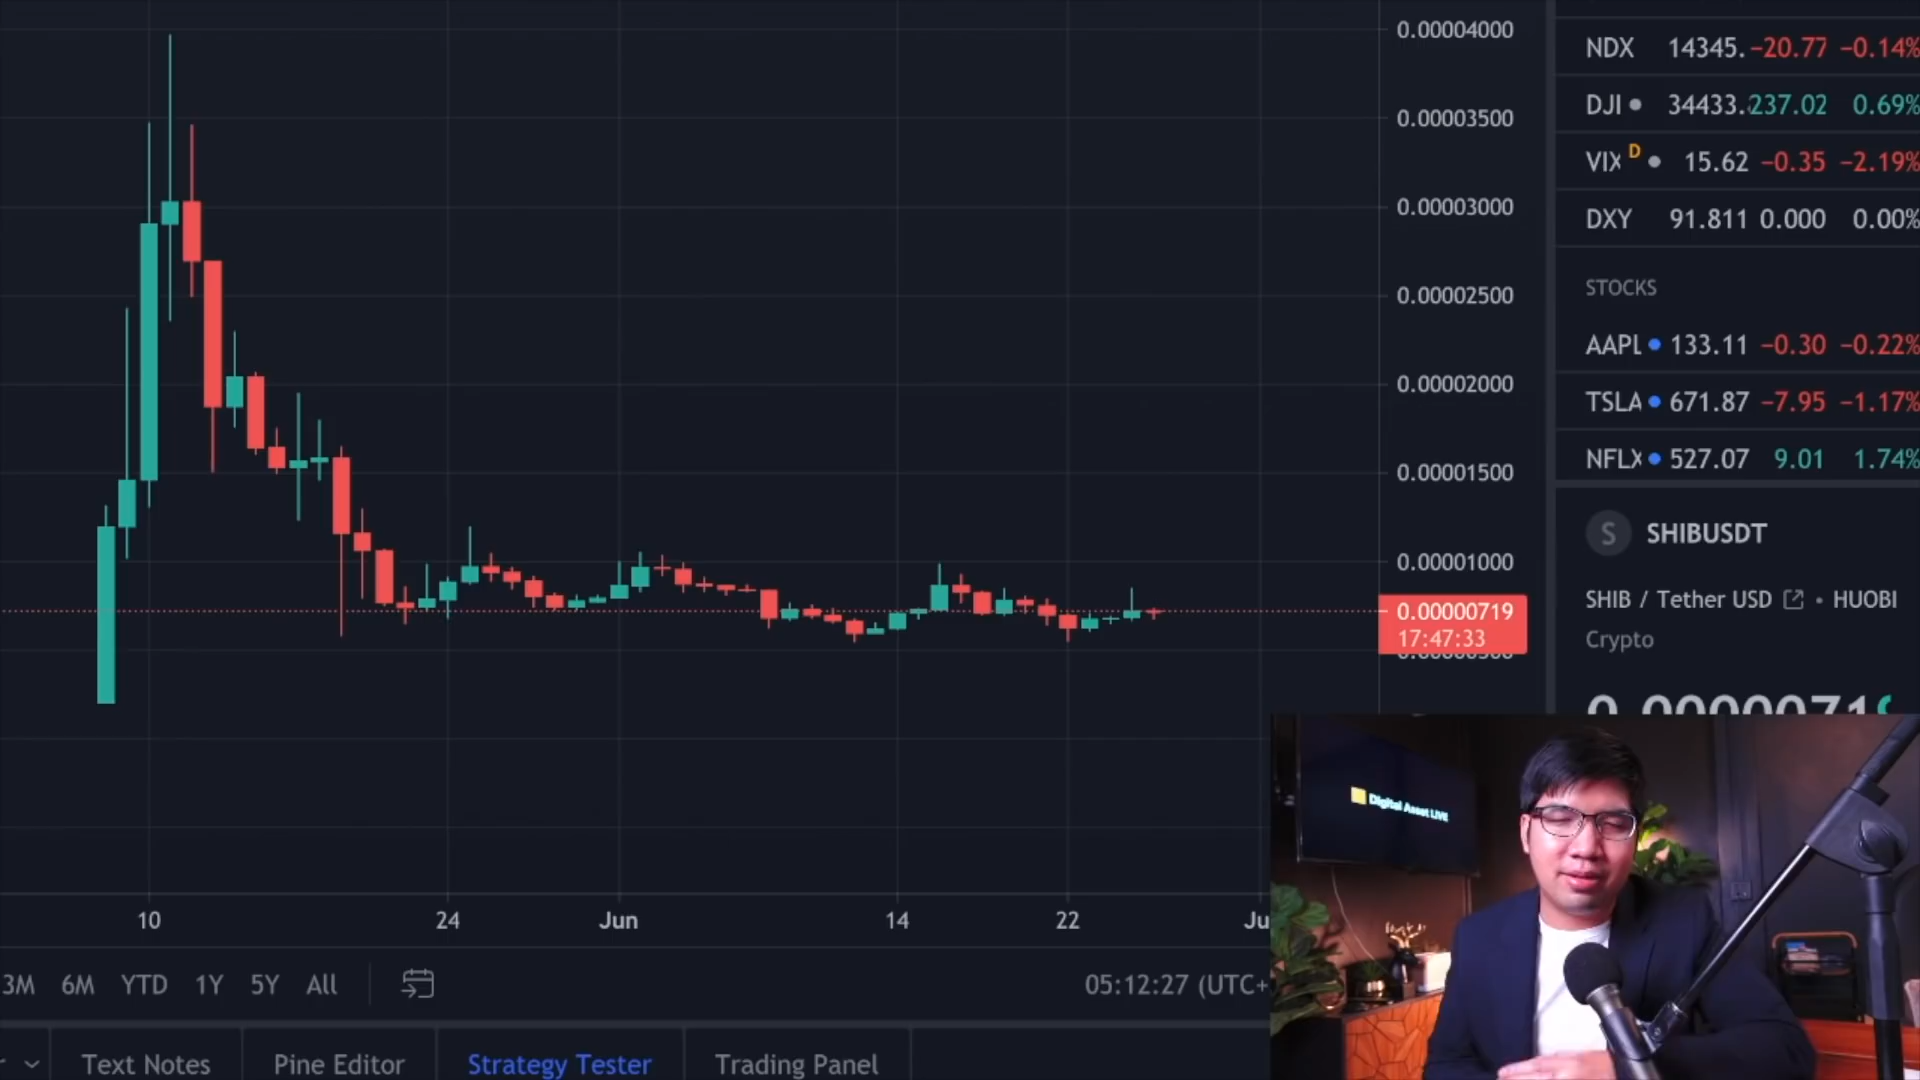 0.00004000
0.00003500
0.00003000
0.00002500
0.00002000
0.00001500
0.00001000
0.00000719
17:47:33
NDX 14345. −20.77 −0.14%
DJI 34433. 237.02 0.69%
VIX D 15.62 −0.35 −2.19%
DXY 91.811 0.000 0.00%
STOCKS
AAPL 133.11 −0.30 −0.22%
TSLA 671.87 −7.95 −1.17%
NFLX 527.07 9.01 1.74%
S SHIBUSDT
SHIB / Tether USD • HUOBI
Crypto
Digital Asset LIVE
10 24 Jun 14 22 Ju
3M 6M YTD 1Y 5Y All
05:12:27 (UTC+
Text Notes Pine Editor Strategy Tester Trading Panel